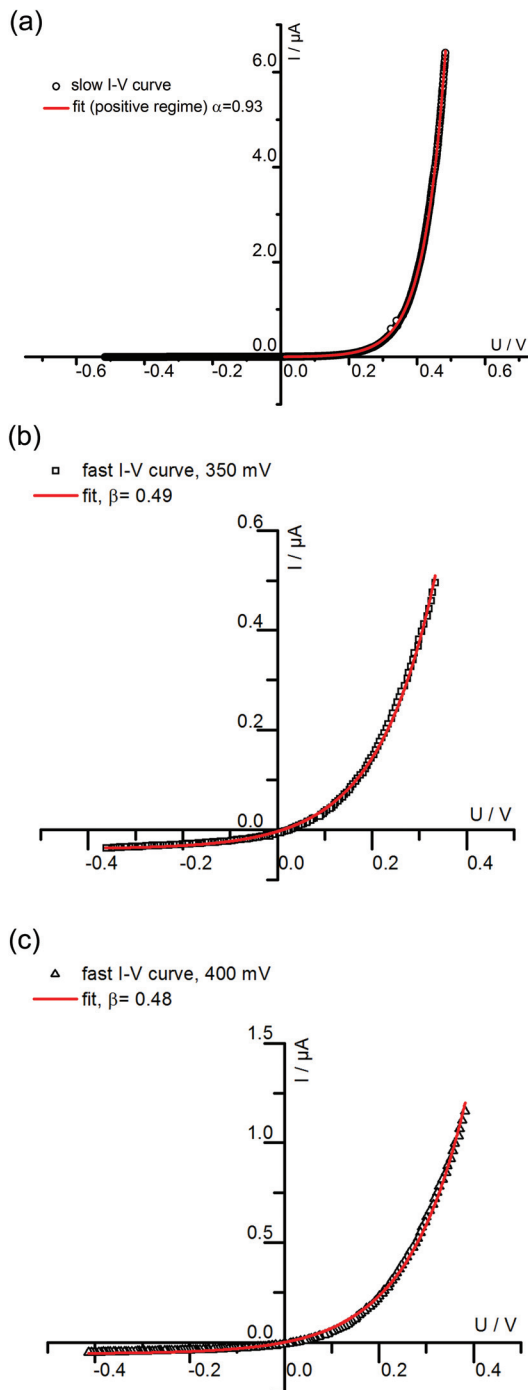 (a)
I / µA
6.0
slow I-V curve
fit (positive regime) α=0.93
4.0
2.0
0.0
U / V
-0.6 -0.4 -0.2 0.0 0.2 0.4 0.6
(b)
fast I-V curve, 350 mV
fit, β= 0.49
0.6
I / µA
0.4
0.2
0.0
U / V
-0.4 -0.2 0.0 0.2 0.4
(c)
fast I-V curve, 400 mV
fit, β= 0.48
1.5
I / µA
1.0
0.5
0.0
U / V
-0.4 -0.2 0.0 0.2 0.4